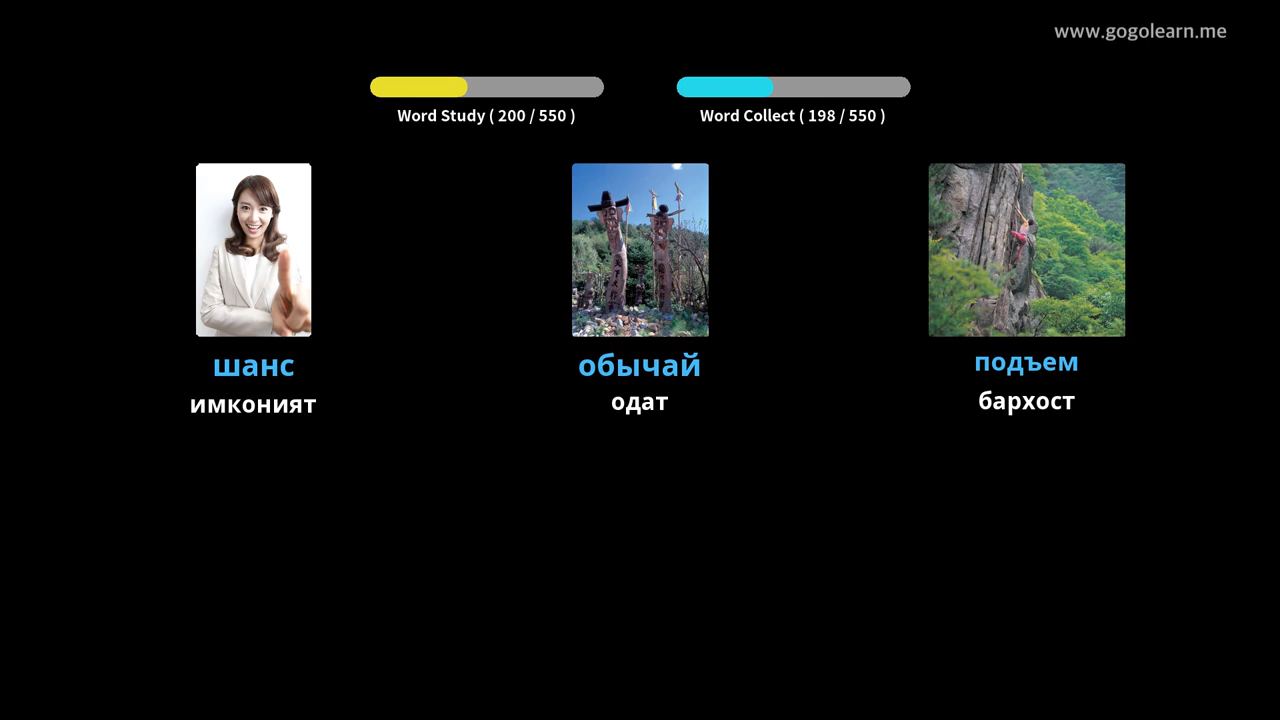 www.gogolearn.me
Word Study ( 200 / 550 )
Word Collect ( 198 / 550 )
шанс
имконият
обычай
одат
подъем
бархост